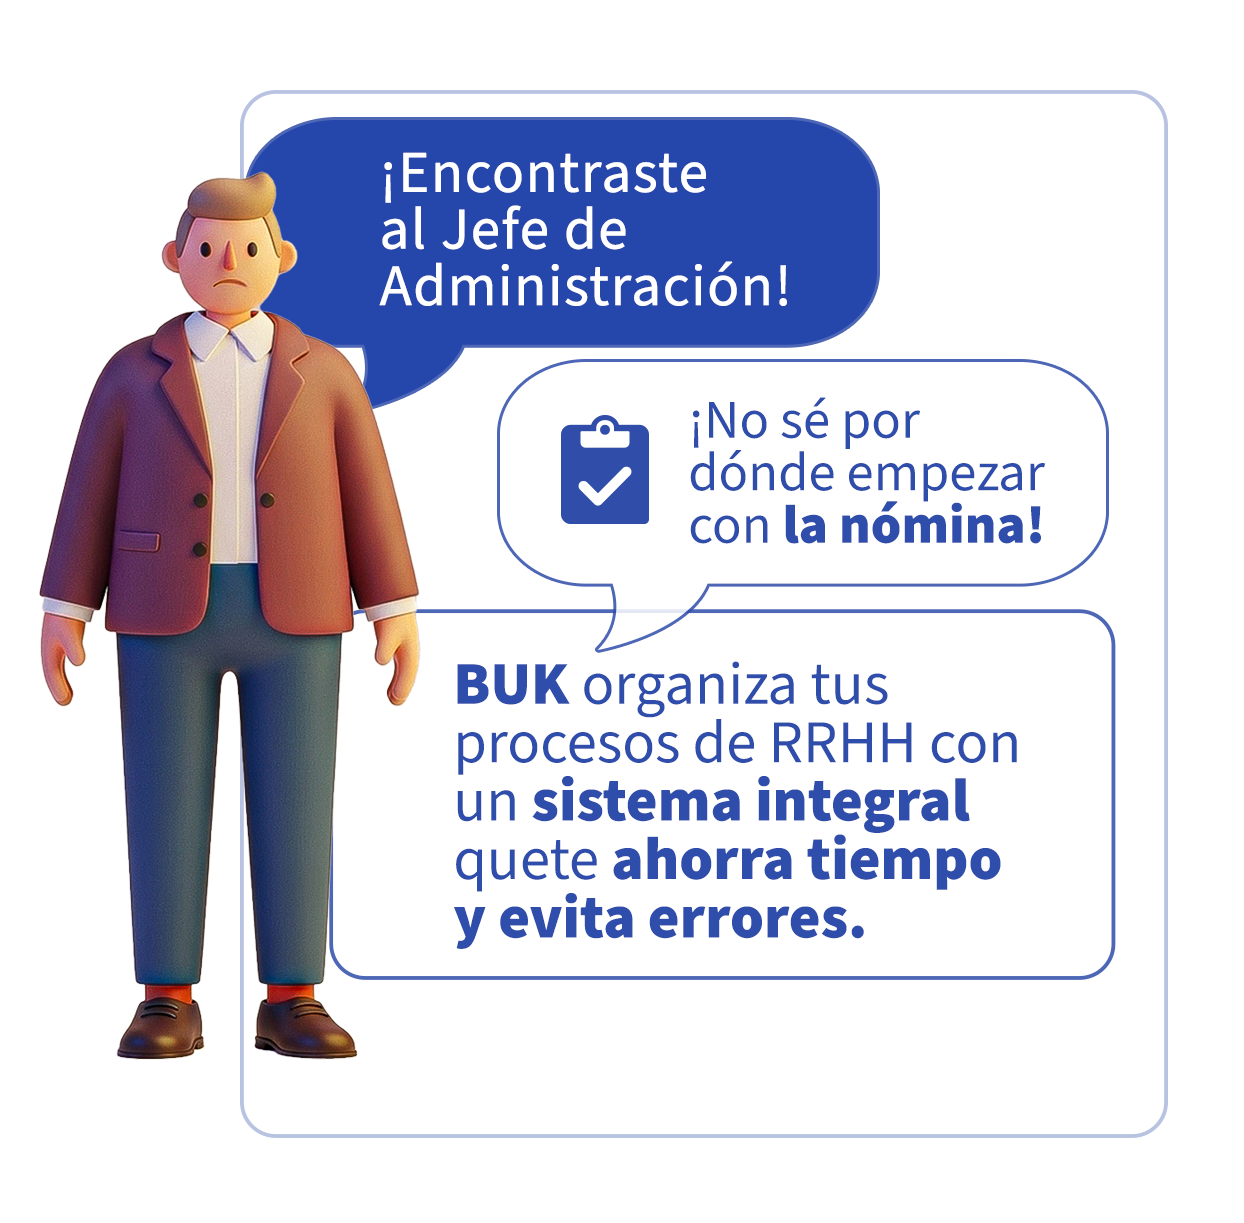 ¡Encontraste
al Jefe de
Administración!
¡No sé por
dónde empezar
con la nómina!
BUK organiza tus
procesos de RRHH con
un sistema integral
quete ahorra tiempo
y evita errores.